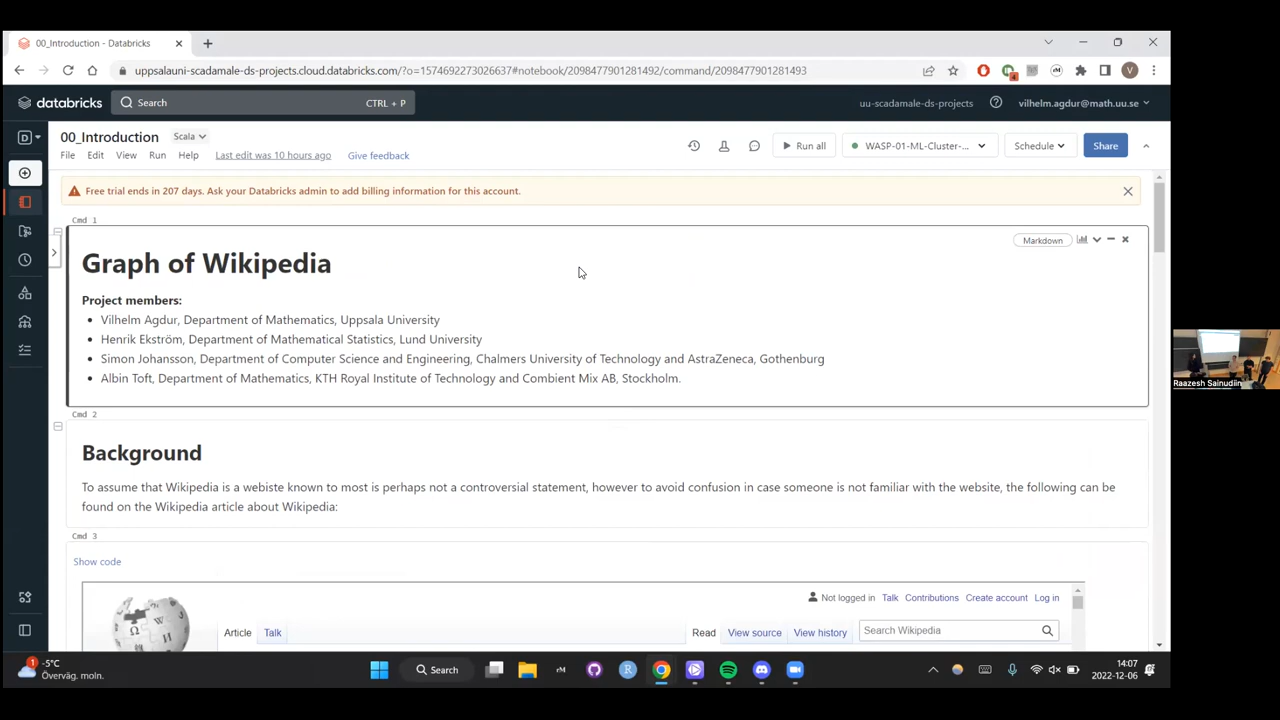 00_Introduction - Databricks
uppsalauni-scadamale-ds-projects.cloud.databricks.com/?o=1574692273026637#notebook/2098477901281492/command/2098477901281493
4
V
databricks
Search
CTRL + P
uu-scadamale-ds-projects
vilhelm.agdur@math.uu.se
D
00_Introduction
Scala
File Edit View Run Help Last edit was 10 hours ago Give feedback
Run all
WASP-01-ML-Cluster-...
Schedule
Share
Free trial ends in 207 days. Ask your Databricks admin to add billing information for this account.
Cmd 1
Markdown
Graph of Wikipedia
Project members:
Vilhelm Agdur, Department of Mathematics, Uppsala University
Henrik Ekström, Department of Mathematical Statistics, Lund University
Simon Johansson, Department of Computer Science and Engineering, Chalmers University of Technology and AstraZeneca, Gothenburg
Albin Toft, Department of Mathematics, KTH Royal Institute of Technology and Combient Mix AB, Stockholm.
Raazesh Sainudiin
Cmd 2
Background
To assume that Wikipedia is a webiste known to most is perhaps not a controversial statement, however to avoid confusion in case someone is not familiar with the website, the following can be
found on the Wikipedia article about Wikipedia:
Cmd 3
Show code
Not logged in Talk Contributions Create account Log in
Article Talk Read View source View history Search Wikipedia
1
-5°C
Överväg. moln.
Search
rM
R
14:07
2022-12-06